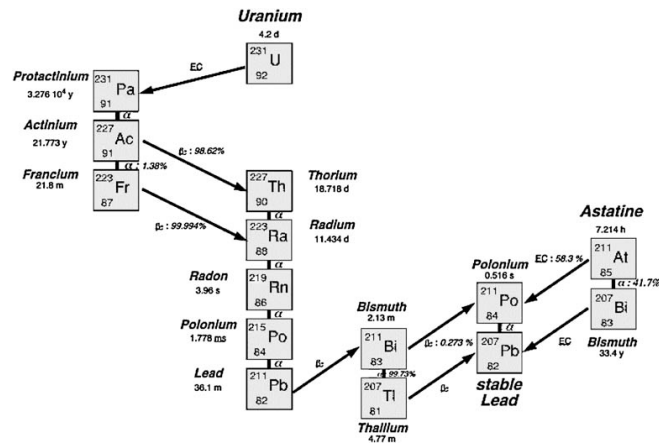 Uranium
4.2 d
231 U 92
EC
Protactinium
3.276 10⁴ y
231 Pa 91
α
Actinium
21.773 y
227 Ac 91
β- : 98.62%
α : 1.38%
Francium
21.8 m
223 Fr 87
β- : 99.994%
227 Th 90
Thorium
18.718 d
α
223 Ra 88
Radium
11.434 d
α
Radon
3.96 s
219 Rn 86
α
Polonium
1.778 ms
215 Po 84
α
Lead
36.1 m
211 Pb 82
β-
Bismuth
2.13 m
211 Bi 83
β- : 0.273 %
α 99.73%
207 Tl 81
Thallium
4.77 m
β-
Polonium
0.516 s
211 Po 84
α
207 Pb 82
stable
Lead
Astatine
7.214 h
211 At 85
EC : 58.3 %
α : 41.7%
207 Bi 83
EC
Bismuth
33.4 y